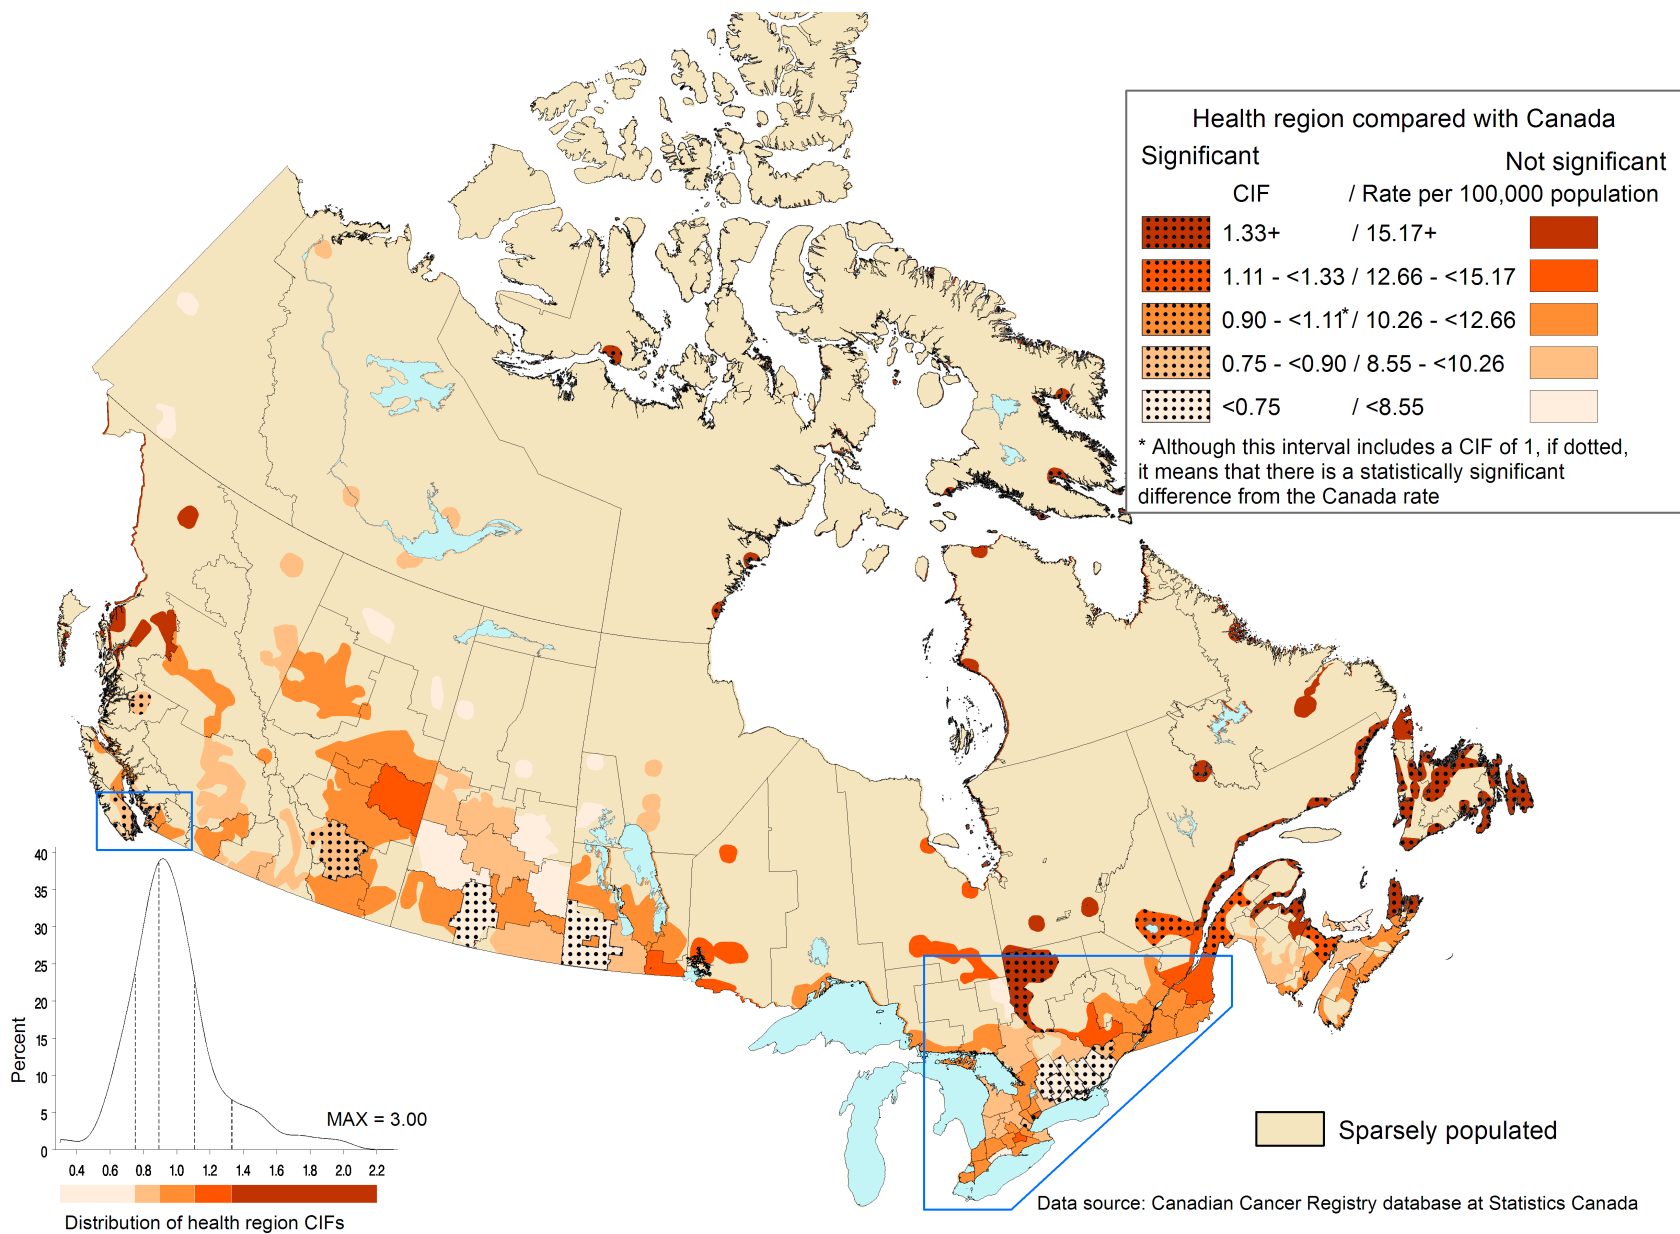 Health region compared with Canada
Significant
Not significant
CIF / Rate per 100,000 population
1.33+ / 15.17+
1.11 - <1.33 / 12.66 - <15.17
0.90 - <1.11* / 10.26 - <12.66
0.75 - <0.90 / 8.55 - <10.26
<0.75 / <8.55
* Although this interval includes a CIF of 1, if dotted,
it means that there is a statistically significant
difference from the Canada rate
40
35
30
25
20
15
10
5
0
Percent
MAX = 3.00
0.4 0.6 0.8 1.0 1.2 1.4 1.6 2.0 2.2
Distribution of health region CIFs
Sparsely populated
Data source: Canadian Cancer Registry database at Statistics Canada